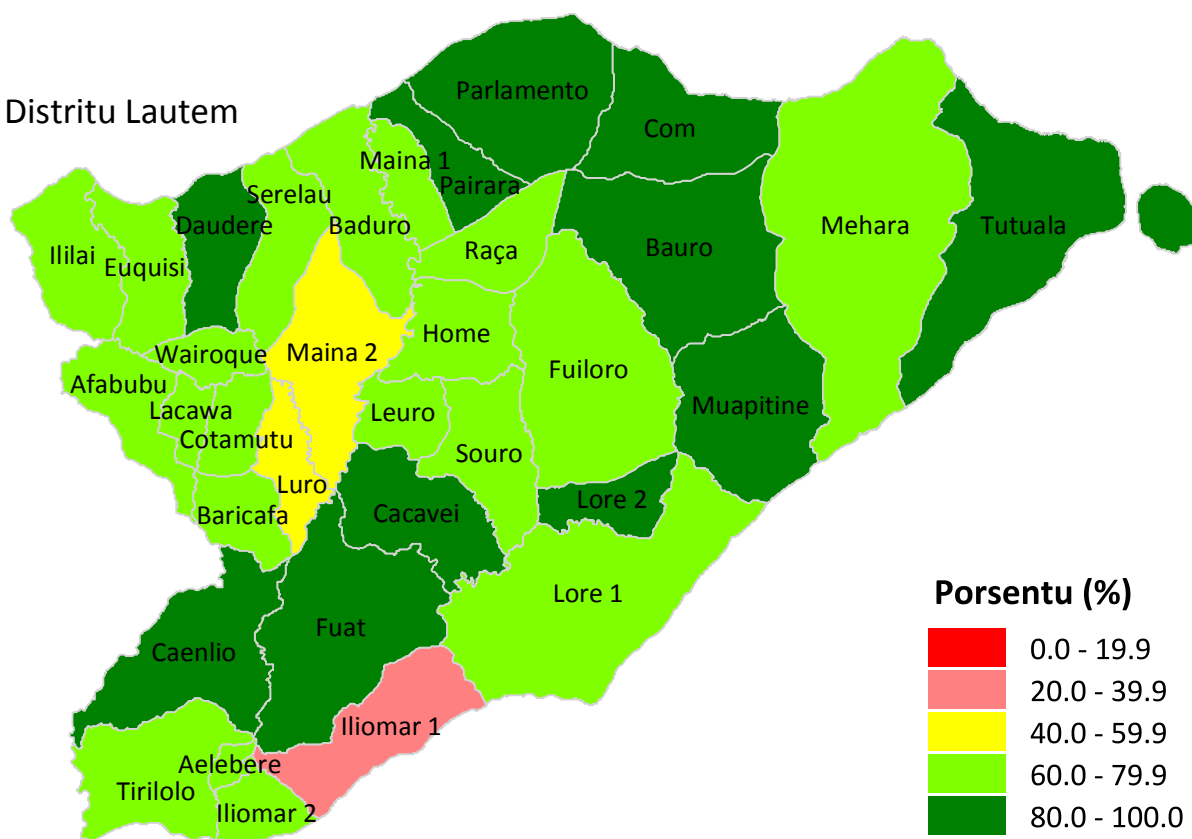 Distritu Lautem
Parlamento
Com
Maina 1
Pairara
Serelau
Daudere
Baduro
Mehara
Tutuala
Ililai
Euquisi
Raça
Bauro
Wairoque
Maina 2
Home
Fuiloro
Afabubu
Lacawa
Leuro
Muapitine
Cotamutu
Souro
Luro
Lore 2
Baricafa
Cacavei
Lore 1
Fuat
Caenlio
Iliomar 1
Aelebere
Tirilolo
Iliomar 2
Porsentu (%)
0.0 - 19.9
20.0 - 39.9
40.0 - 59.9
60.0 - 79.9
80.0 - 100.0